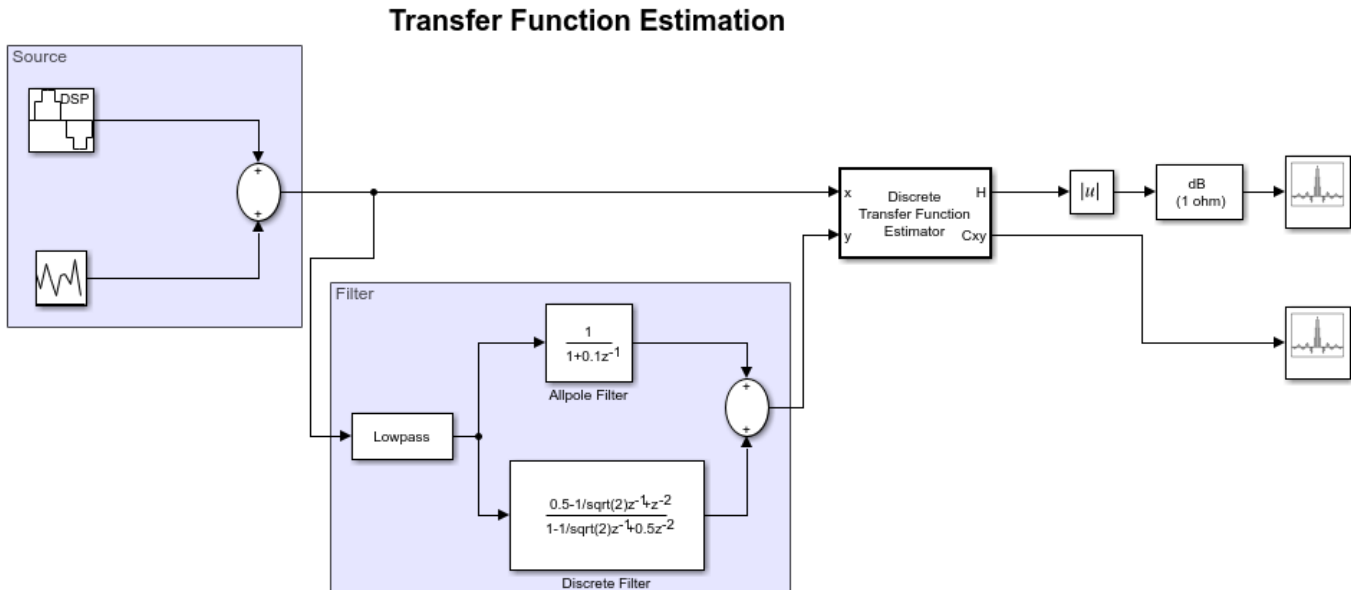 Transfer Function Estimation
Source
DSP
+
+
x
y
Discrete
Transfer Function
Estimator
H
Cxy
|u|
dB
(1 ohm)
Filter
1
1+0.1z-1
Allpole Filter
+
+
Lowpass
0.5-1/sqrt(2)z-1+z-2
1-1/sqrt(2)z-1+0.5z-2
Discrete Filter